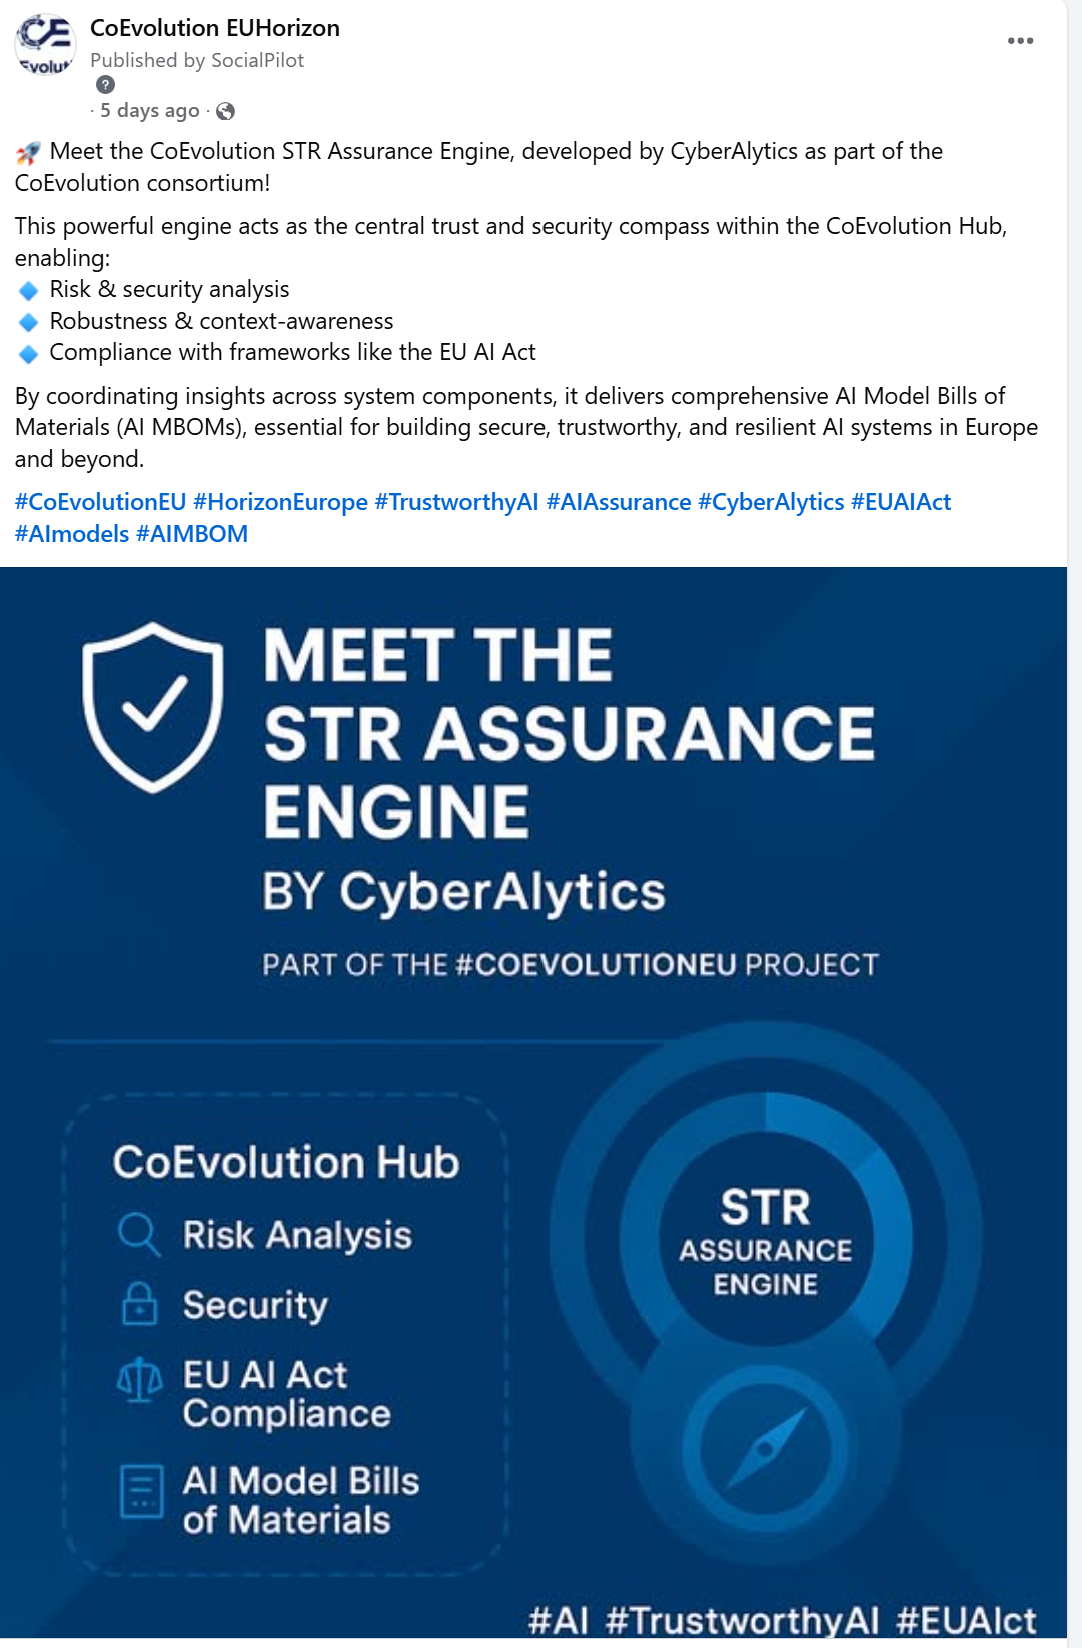 CE
Evolut
CoEvolution EUHorizon
Published by SocialPilot
?
· 5 days ago ·
🚀 Meet the CoEvolution STR Assurance Engine, developed by CyberAlytics as part of the
CoEvolution consortium!
This powerful engine acts as the central trust and security compass within the CoEvolution Hub,
enabling:
🔹 Risk & security analysis
🔹 Robustness & context-awareness
🔹 Compliance with frameworks like the EU AI Act
By coordinating insights across system components, it delivers comprehensive AI Model Bills of
Materials (AI MBOMs), essential for building secure, trustworthy, and resilient AI systems in Europe
and beyond.
#CoEvolutionEU #HorizonEurope #TrustworthyAI #AIAssurance #CyberAlytics #EUAIAct
#AImodels #AIMBOM
MEET THE
STR ASSURANCE
ENGINE
BY CyberAlytics
PART OF THE #COEVOLUTIONEU PROJECT
CoEvolution Hub
Risk Analysis
Security
EU AI Act
Compliance
AI Model Bills
of Materials
STR
ASSURANCE
ENGINE
#AI #TrustworthyAI #EUAIct